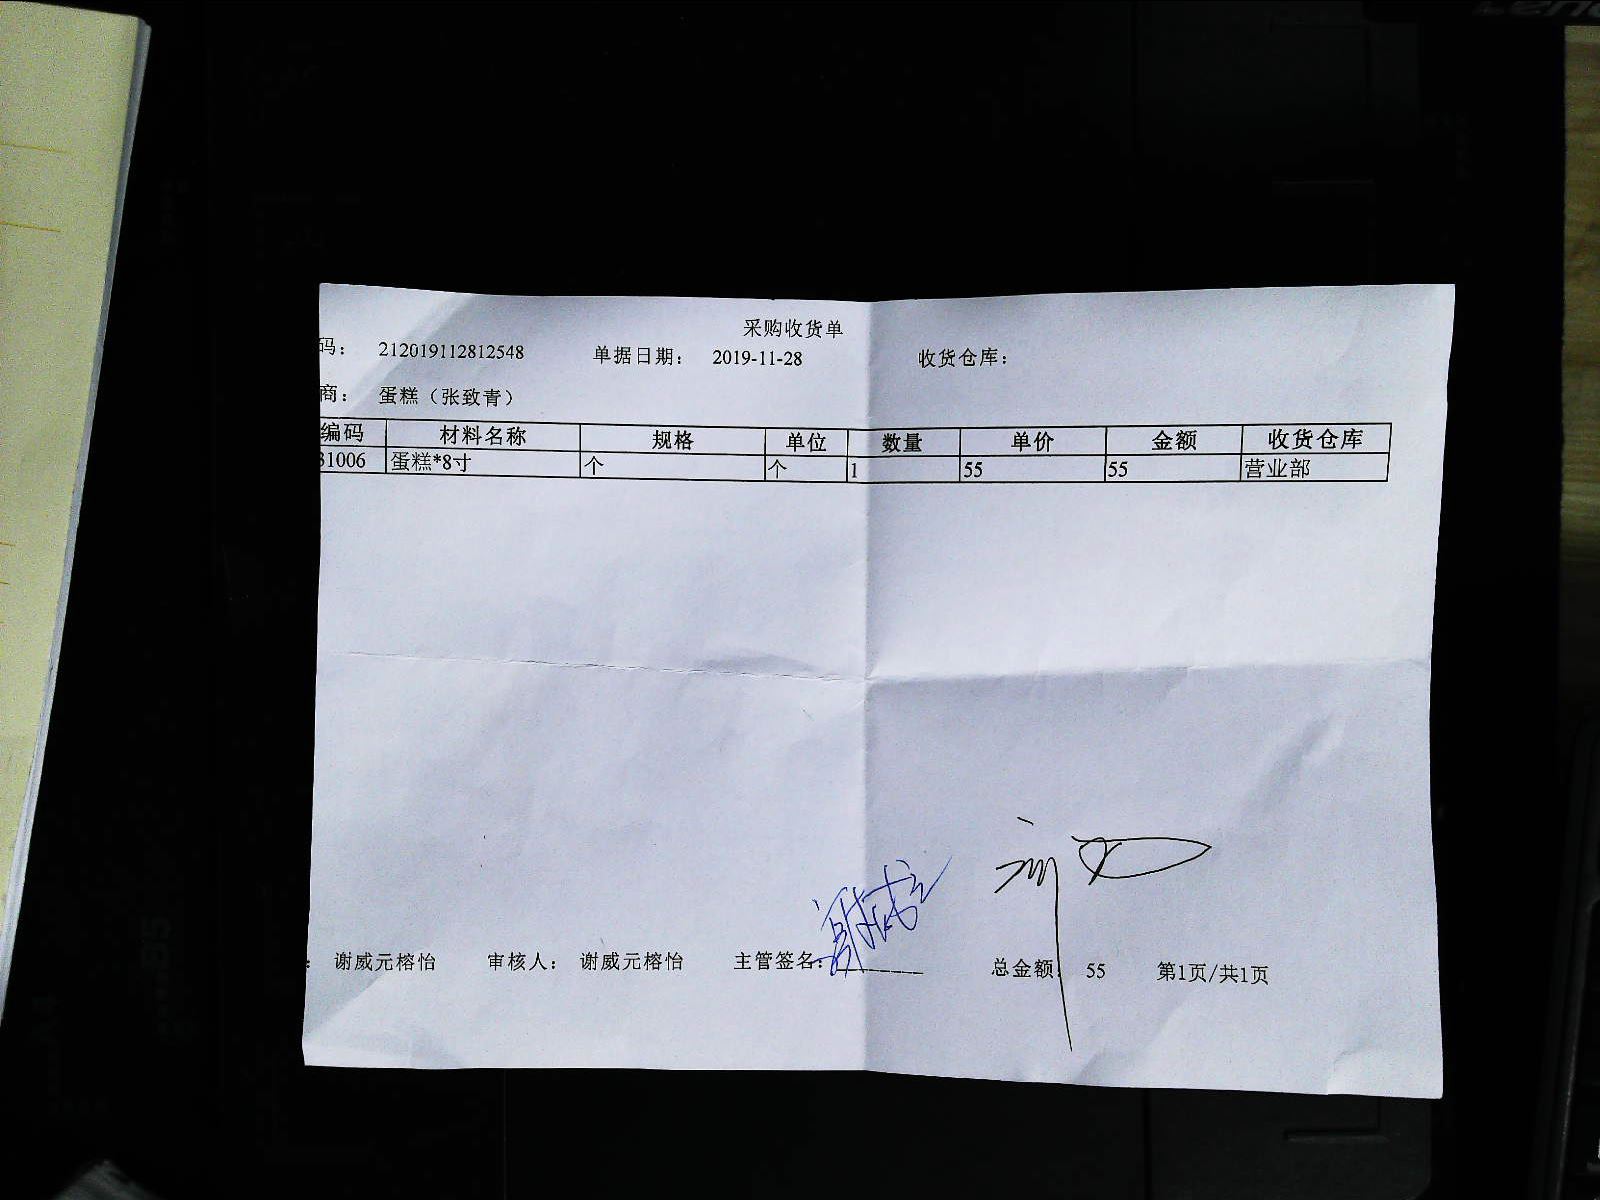 采购收货单
码： 212019112812548 单据日期： 2019-11-28 收货仓库：
商： 蛋糕（张致青）
编码 材料名称 规格 单位 数量 单价 金额 收货仓库
31006 蛋糕*8寸 个 个 1 55 55 营业部
： 谢威元榕怡 审核人： 谢威元榕怡 主管签名： 总金额： 55 第1页/共1页